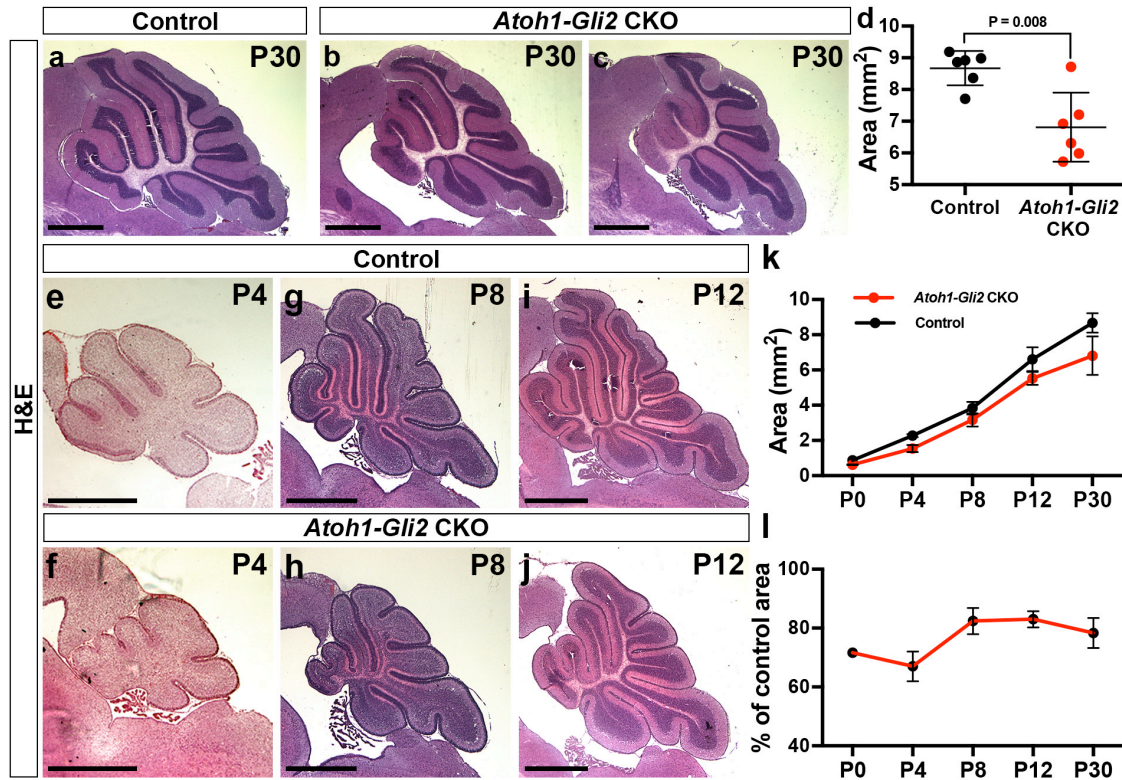 Control
Atoh1-Gli2 CKO
H&E
a
P30
b
P30
c
P30
d
P = 0.008
Area (mm2)
10
9
8
7
6
5
Control
Atoh1-Gli2
CKO
Control
e
P4
g
P8
i
P12
Atoh1-Gli2 CKO
f
P4
h
P8
j
P12
k
Atoh1-Gli2 CKO
Control
Area (mm2)
10
8
6
4
2
0
P0
P4
P8
P12
P30
l
% of control area
100
80
60
40
P0
P4
P8
P12
P30